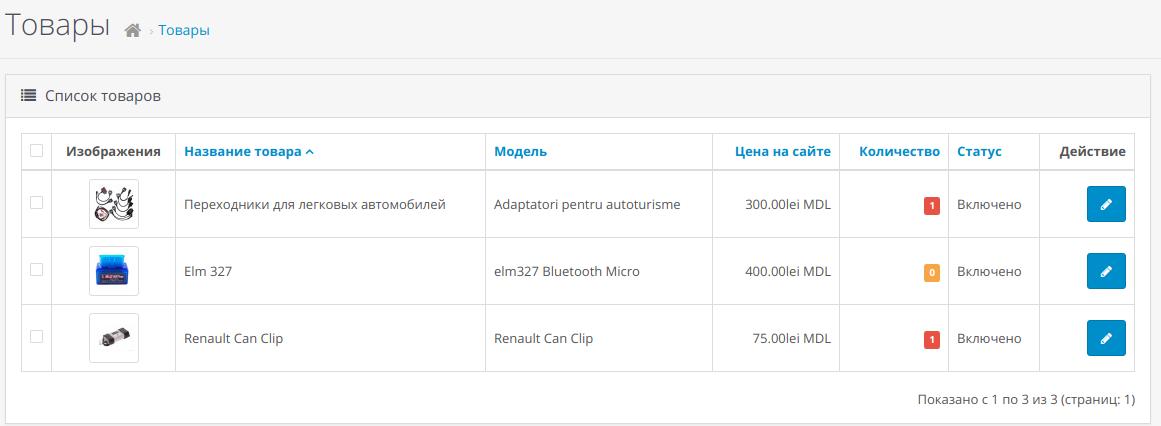 Товары › Товары
Список товаров
Изображения Название товара Модель Цена на сайте Количество Статус Действие
Переходники для легковых автомобилей Adaptatori pentru autoturisme 300.00lei MDL 1 Включено
Elm 327 elm327 Bluetooth Micro 400.00lei MDL 0 Включено
Renault Can Clip Renault Can Clip 75.00lei MDL 1 Включено
Показано с 1 по 3 из 3 (страниц: 1)